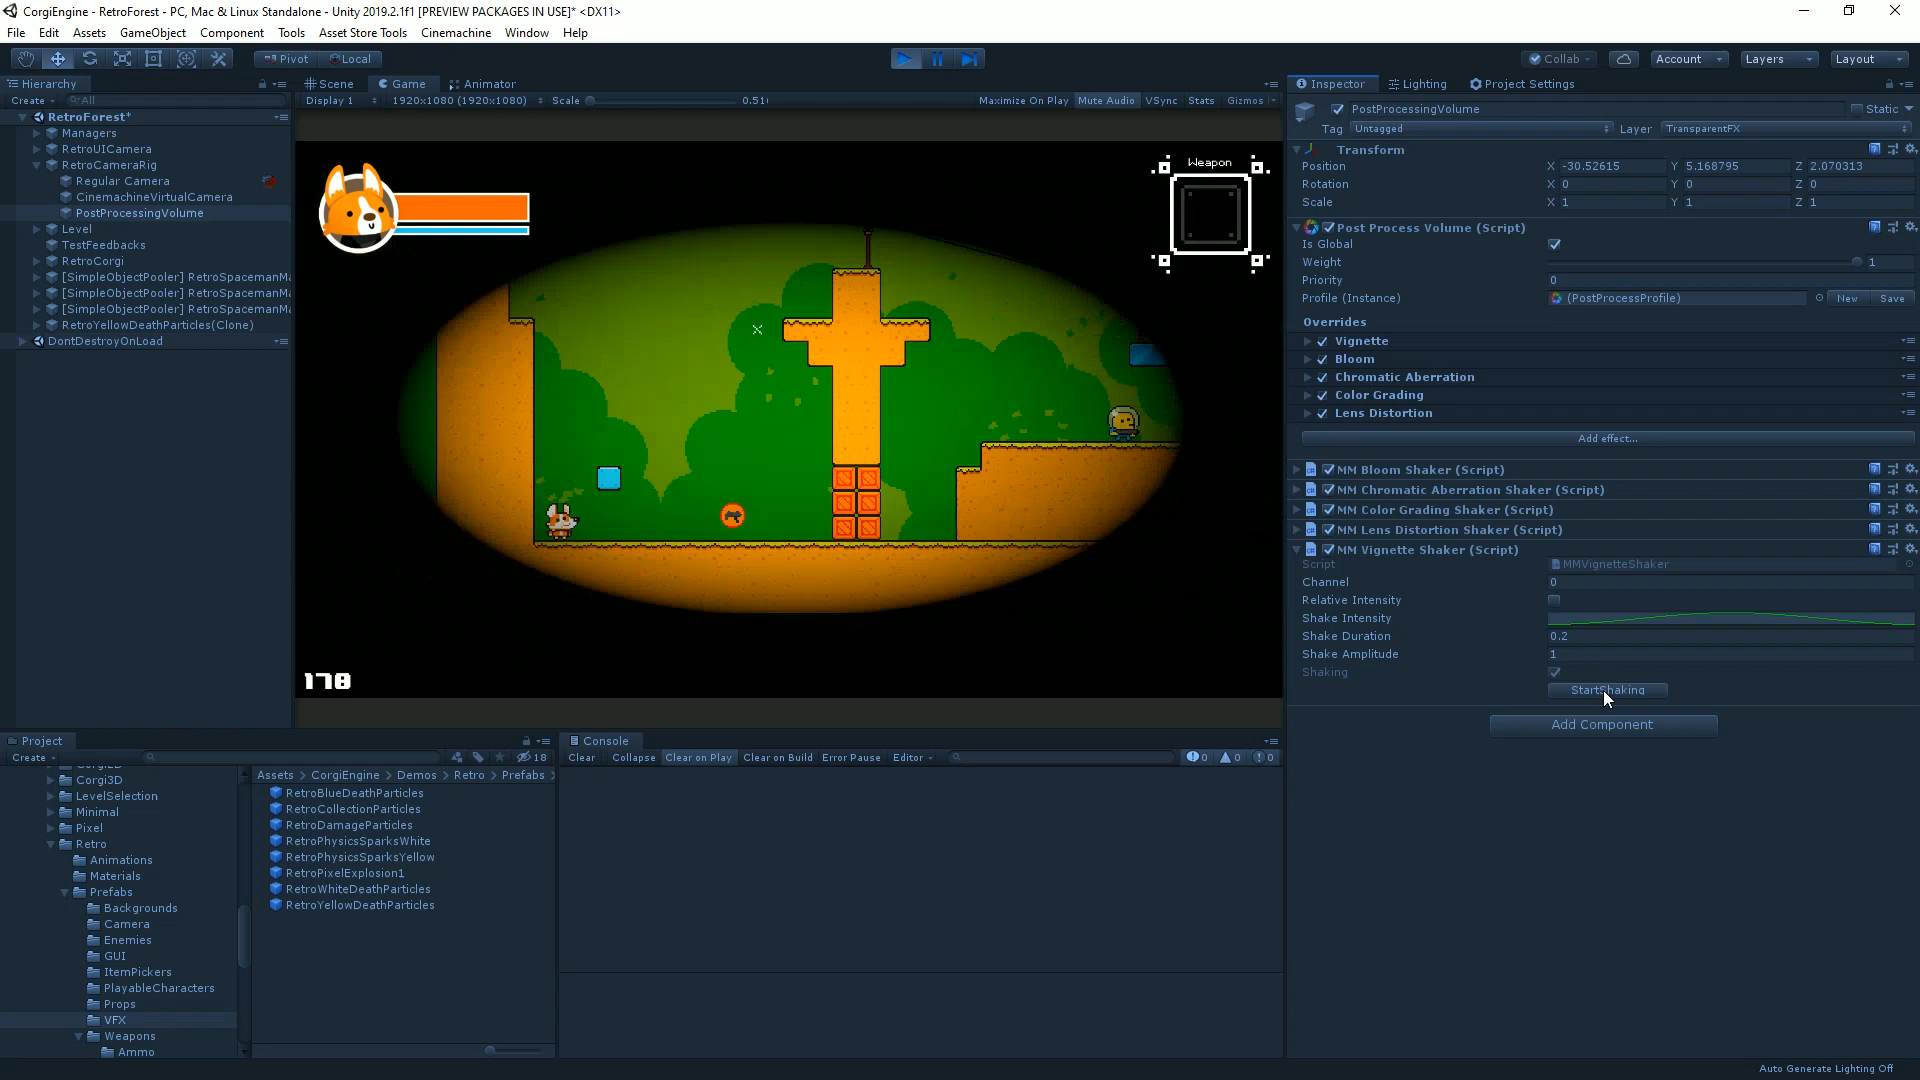 CorgiEngine - RetroForest - PC, Mac & Linux Standalone - Unity 2019.2.1f1 [PREVIEW PACKAGES IN USE]* <DX11>
File Edit Assets GameObject Component Tools Asset Store Tools Cinemachine Window Help
Pivot Local Collab Account Layers Layout
Hierarchy Scene Game Animator Inspector Lighting Project Settings
Create All Display 1 1920x1080 (1920x1080) Scale 0.51 Maximize On Play Mute Audio VSync Stats Gizmos
RetroForest*
Managers
RetroUICamera
RetroCameraRig
Regular Camera
CinemachineVirtualCamera
PostProcessingVolume
Level
TestFeedbacks
RetroCorgi
[SimpleObjectPooler] RetroSpacemanMa
[SimpleObjectPooler] RetroSpacemanMa
[SimpleObjectPooler] RetroSpacemanMa
RetroYellowDeathParticles(Clone)
DontDestroyOnLoad
Weapon
178
PostProcessingVolume Static
Tag Untagged Layer TransparentFX
Transform
Position X -30.52615 Y 5.168795 Z 2.070313
Rotation X 0 Y 0 Z 0
Scale X 1 Y 1 Z 1
Post Process Volume (Script)
Is Global
Weight 1
Priority 0
Profile (Instance) (PostProcessProfile) New Save
Overrides
Vignette
Bloom
Chromatic Aberration
Color Grading
Lens Distortion
Add effect...
MM Bloom Shaker (Script)
MM Chromatic Aberration Shaker (Script)
MM Color Grading Shaker (Script)
MM Lens Distortion Shaker (Script)
MM Vignette Shaker (Script)
Script MMVignetteShaker
Channel 0
Relative Intensity
Shake Intensity
Shake Duration 0.2
Shake Amplitude 1
Shaking
StartShaking
Add Component
Project
Create 18
Corgi3D
LevelSelection
Minimal
Pixel
Retro
Animations
Materials
Prefabs
Backgrounds
Camera
Enemies
GUI
ItemPickers
PlayableCharacters
Props
VFX
Weapons
Ammo
Assets > CorgiEngine > Demos > Retro > Prefabs >
RetroBlueDeathParticles
RetroCollectionParticles
RetroDamageParticles
RetroPhysicsSparksWhite
RetroPhysicsSparksYellow
RetroPixelExplosion1
RetroWhiteDeathParticles
RetroYellowDeathParticles
Console
Clear Collapse Clear on Play Clear on Build Error Pause Editor 0 0 0
Auto Generate Lighting Off